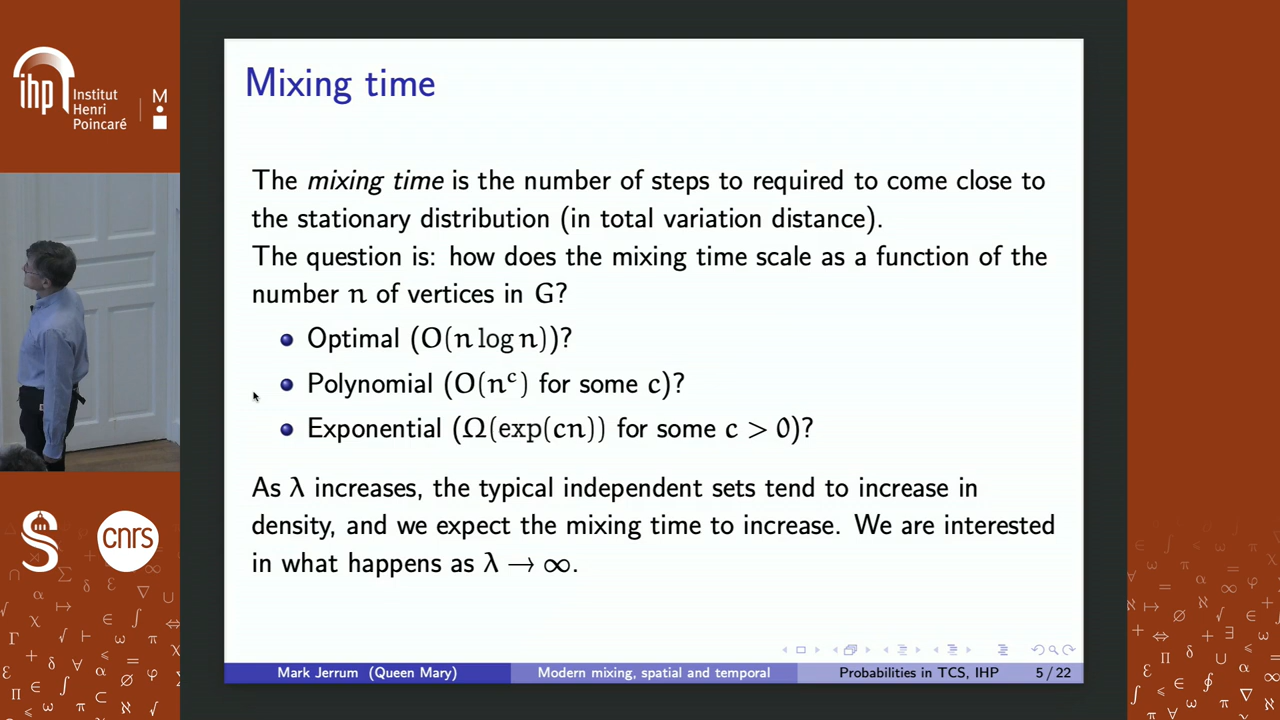 ihp
Institut
Henri
Poincaré
M
Mixing time
The mixing time is the number of steps to required to come close to
the stationary distribution (in total variation distance).
The question is: how does the mixing time scale as a function of the
number n of vertices in G?
Optimal (O(n log n))?
Polynomial (O(nᶜ) for some c)?
Exponential (Ω(exp(cn)) for some c > 0)?
As λ increases, the typical independent sets tend to increase in
density, and we expect the mixing time to increase. We are interested
in what happens as λ → ∞.
Mark Jerrum (Queen Mary)
Modern mixing, spatial and temporal
Probabilities in TCS, IHP
5 / 22
S
cnrs